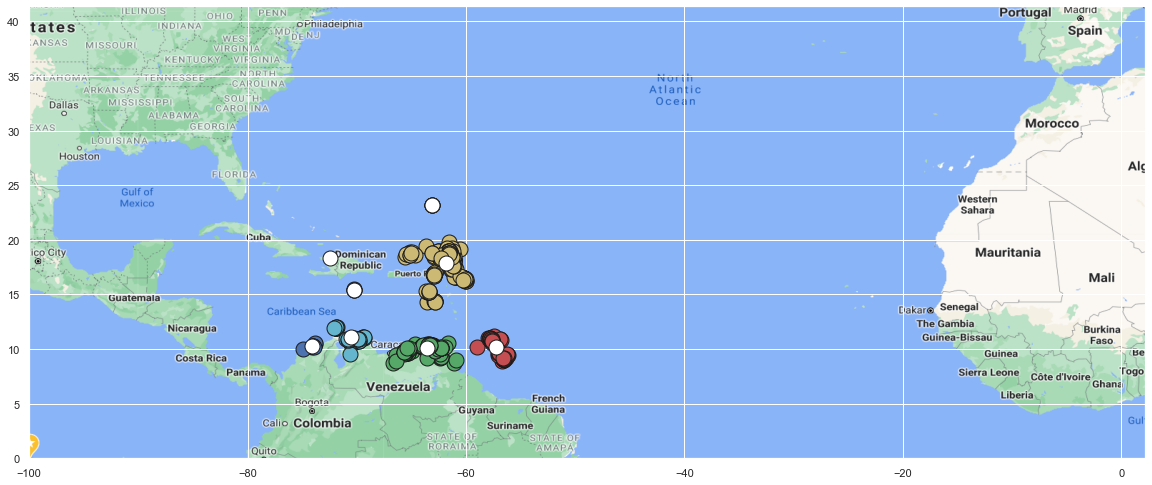 40
35
30
25
20
15
10
5
0
−100
−80
−60
−40
−20
0
ILLINOIS
OHIO
PENN
INDIANA
tates
Philadelphia
MD
DE
NJ
KANSAS
MISSOURI
WEST
VIRGINIA
KENTUCKY
VIRGINIA
OKLAHOMA
TENNESSEE
NORTH
CAROLINA
ARKANSAS
MISSISSIPPI
SOUTH
CAROLINA
Dallas
ALABAMA
TEXAS
GEORGIA
LOUISIANA
Houston
FLORIDA
Gulf of
Mexico
Cuba
ico City
Dominican
Republic
Puerto
Guatemala
Caribbean Sea
Nicaragua
Carac
Costa Rica
Panama
Venezuela
Bogota
Cali
Colombia
Guyana
French
Guiana
Suriname
STATE OF
RORAIMA
STATE OF
AMAPA
Quito
North
Atlantic
Ocean
Portugal
Madrid
Spain
Morocco
Alg
Western
Sahara
Mauritania
Mali
Dakar
Senegal
The Gambia
Guinea-Bissau
Burkina
Faso
Guinea
Be
Sierra Leone
Côte d'Ivoire
Togo
Ghana
Liberia
Gulf